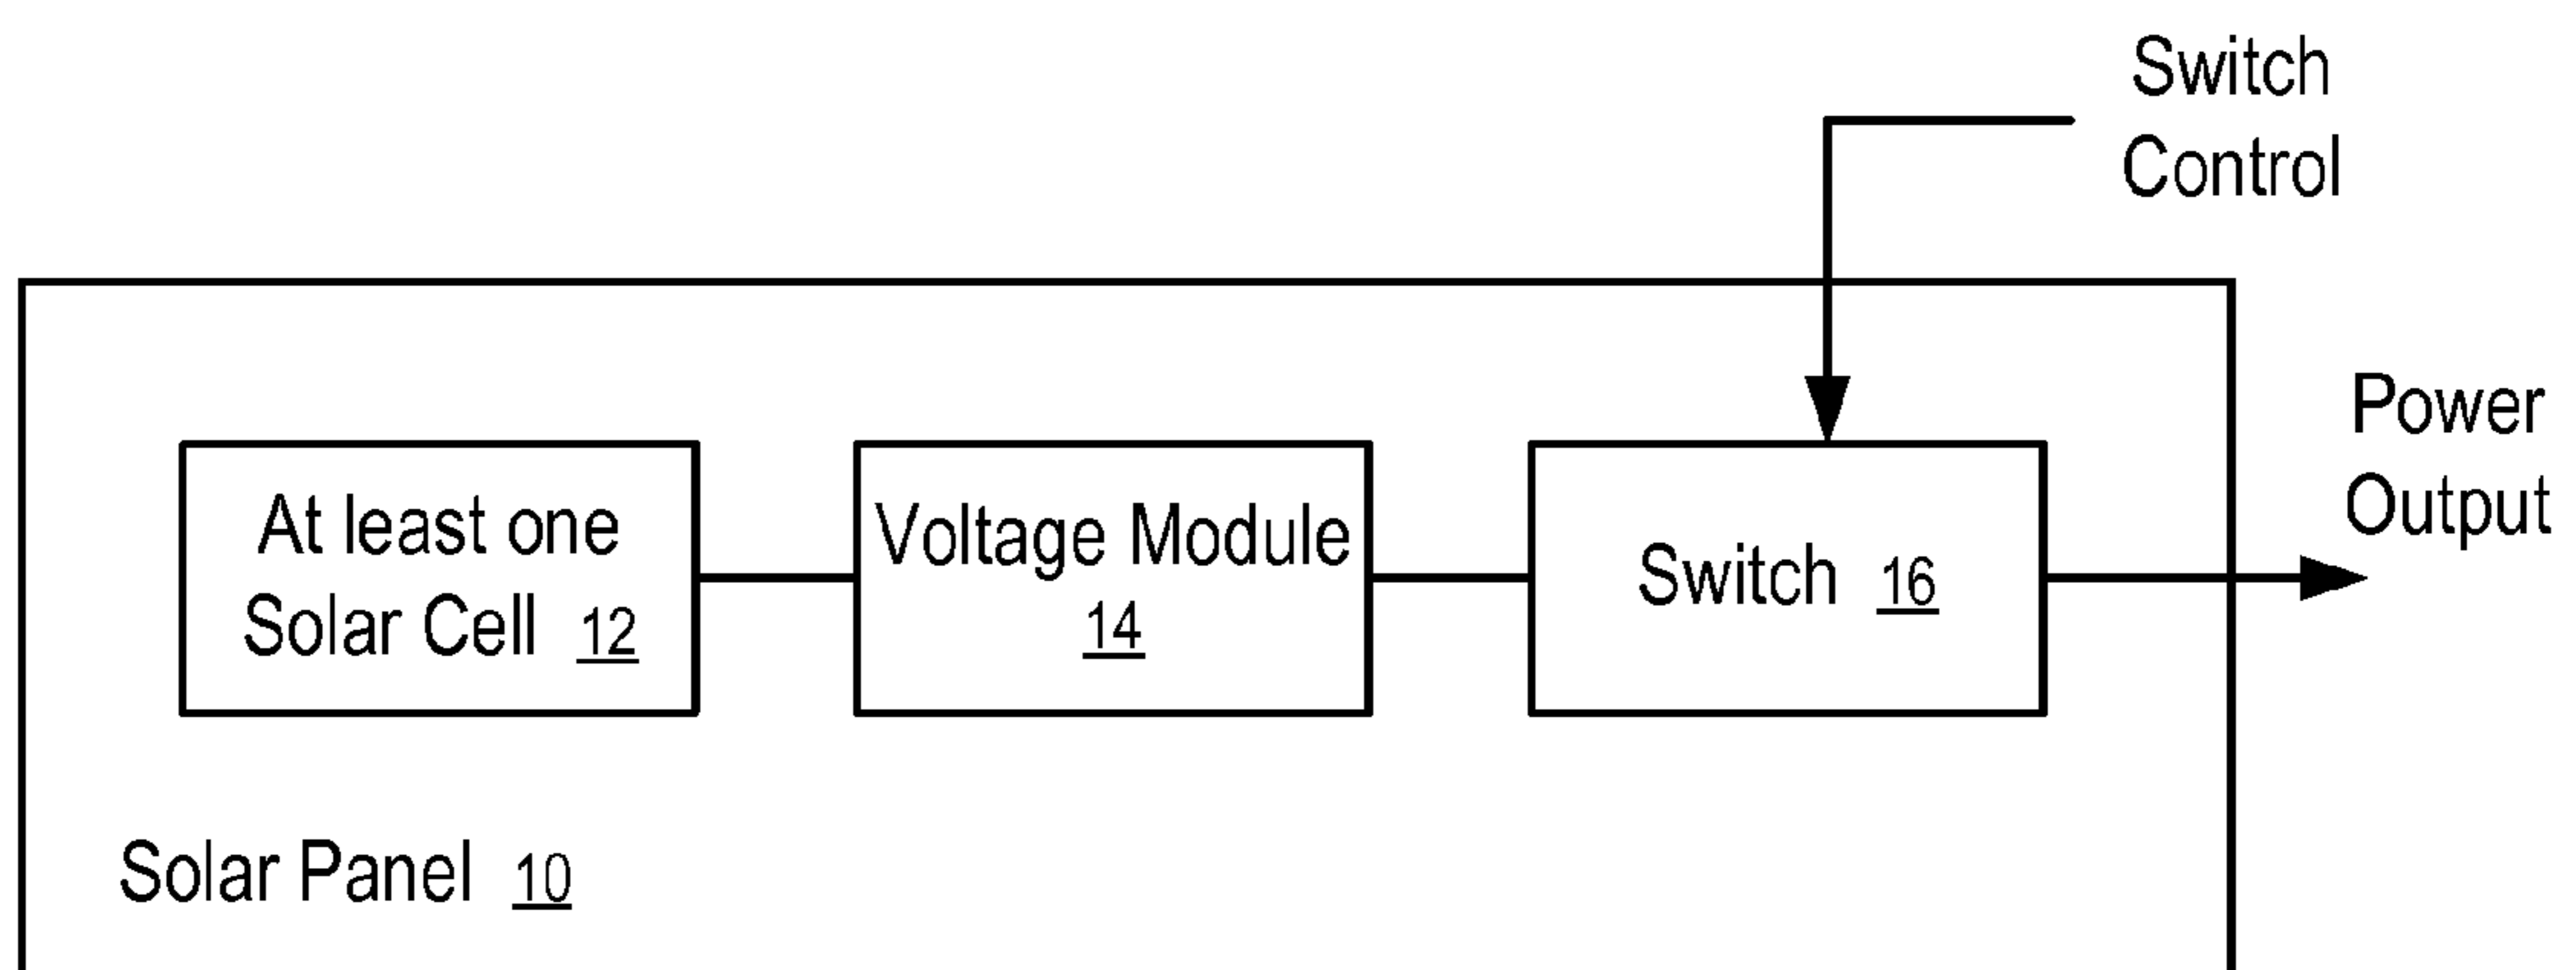 Switch
Control
Power
Output
At least one
Solar Cell 12
Voltage Module
14
Switch 16
Solar Panel 10